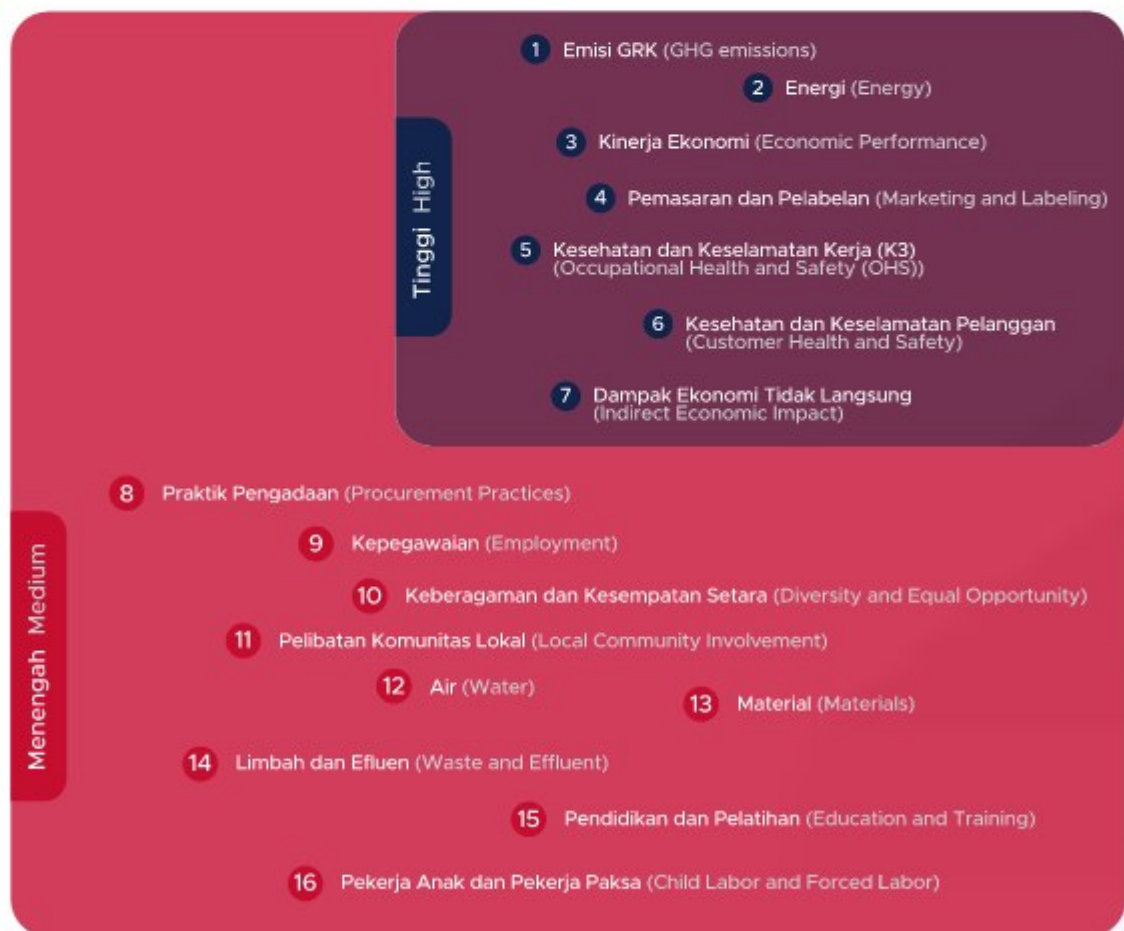 Tinggi High
1 Emisi GRK (GHG emissions)
2 Energi (Energy)
3 Kinerja Ekonomi (Economic Performance)
4 Pemasaran dan Pelabelan (Marketing and Labeling)
5 Kesehatan dan Keselamatan Kerja (K3)
(Occupational Health and Safety (OHS))
6 Kesehatan dan Keselamatan Pelanggan
(Customer Health and Safety)
7 Dampak Ekonomi Tidak Langsung
(Indirect Economic Impact)
Menengah Medium
8 Praktik Pengadaan (Procurement Practices)
9 Kepegawaian (Employment)
10 Keberagaman dan Kesempatan Setara (Diversity and Equal Opportunity)
11 Pelibatan Komunitas Lokal (Local Community Involvement)
12 Air (Water)
13 Material (Materials)
14 Limbah dan Efluen (Waste and Effluent)
15 Pendidikan dan Pelatihan (Education and Training)
16 Pekerja Anak dan Pekerja Paksa (Child Labor and Forced Labor)